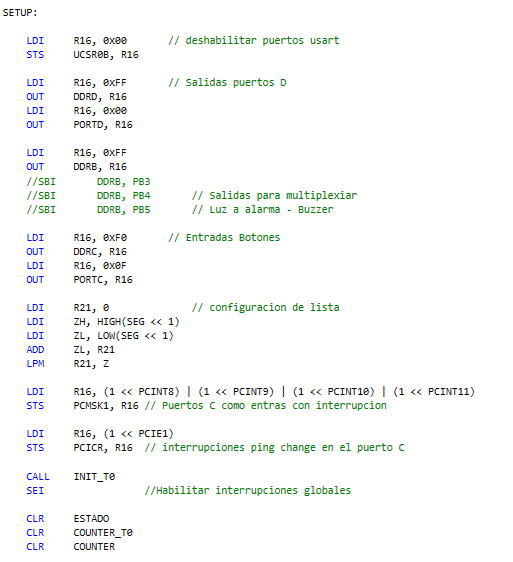 SETUP:
LDI R16, 0x00 // deshabilitar puertos usart
STS UCSR0B, R16
LDI R16, 0xFF // Salidas puertos D
OUT DDRD, R16
LDI R16, 0x00
OUT PORTD, R16
LDI R16, 0xFF
OUT DDRB, R16
//SBI DDRB, PB3
//SBI DDRB, PB4 // Salidas para multiplexiar
//SBI DDRB, PB5 // Luz a alarma - Buzzer
LDI R16, 0xF0 // Entradas Botones
OUT DDRC, R16
LDI R16, 0x0F
OUT PORTC, R16
LDI R21, 0 // configuracion de lista
LDI ZH, HIGH(SEG << 1)
LDI ZL, LOW(SEG << 1)
ADD ZL, R21
LPM R21, Z
LDI R16, (1 << PCINT8) | (1 << PCINT9) | (1 << PCINT10) | (1 << PCINT11)
STS PCMSK1, R16 // Puertos C como entras con interrupcion
LDI R16, (1 << PCIE1)
STS PCICR, R16 // interrupciones ping change en el puerto C
CALL INIT_T0
SEI //Habilitar interrupciones globales
CLR ESTADO
CLR COUNTER_T0
CLR COUNTER